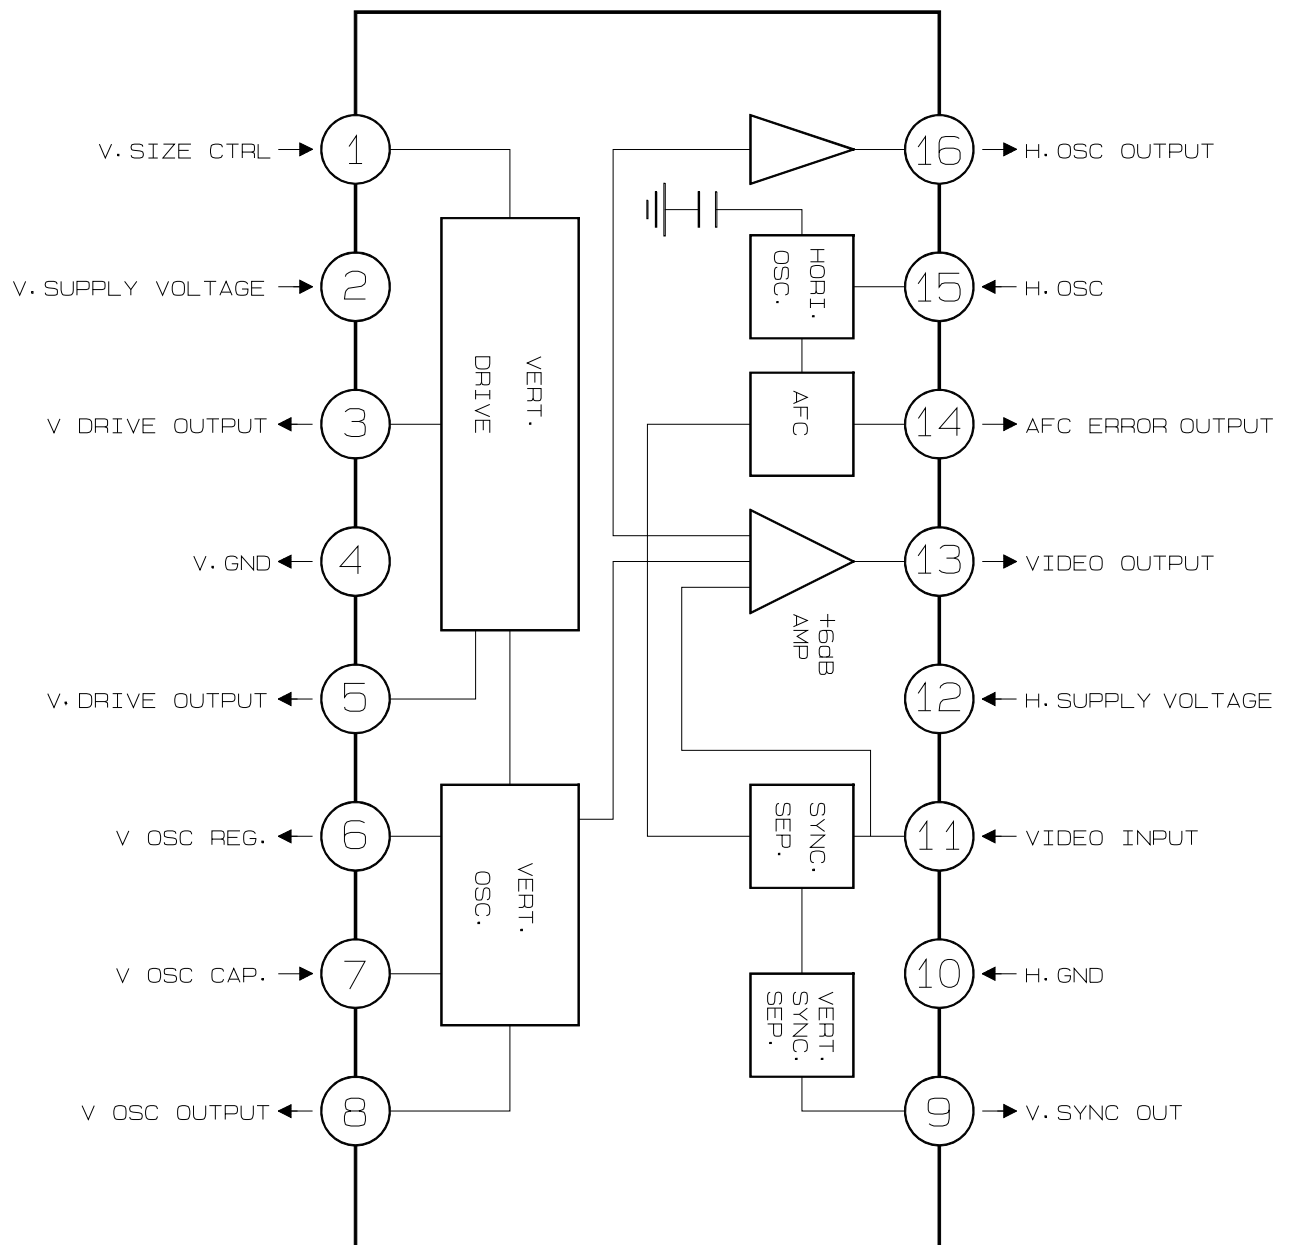 V.SIZE CTRL
1
V.SUPPLY VOLTAGE
2
V DRIVE OUTPUT
3
V.GND
4
V.DRIVE OUTPUT
5
V OSC REG.
6
V OSC CAP.
7
V OSC OUTPUT
8
VERT.
DRIVE
VERT.
OSC.
HORI.
OSC.
AFC
+6dB
AMP
SYNC.
SEP.
VERT.
SYNC.
SEP.
16
H.OSC OUTPUT
15
H.OSC
14
AFC ERROR OUTPUT
13
VIDEO OUTPUT
12
H.SUPPLY VOLTAGE
11
VIDEO INPUT
10
H.GND
9
V.SYNC OUT